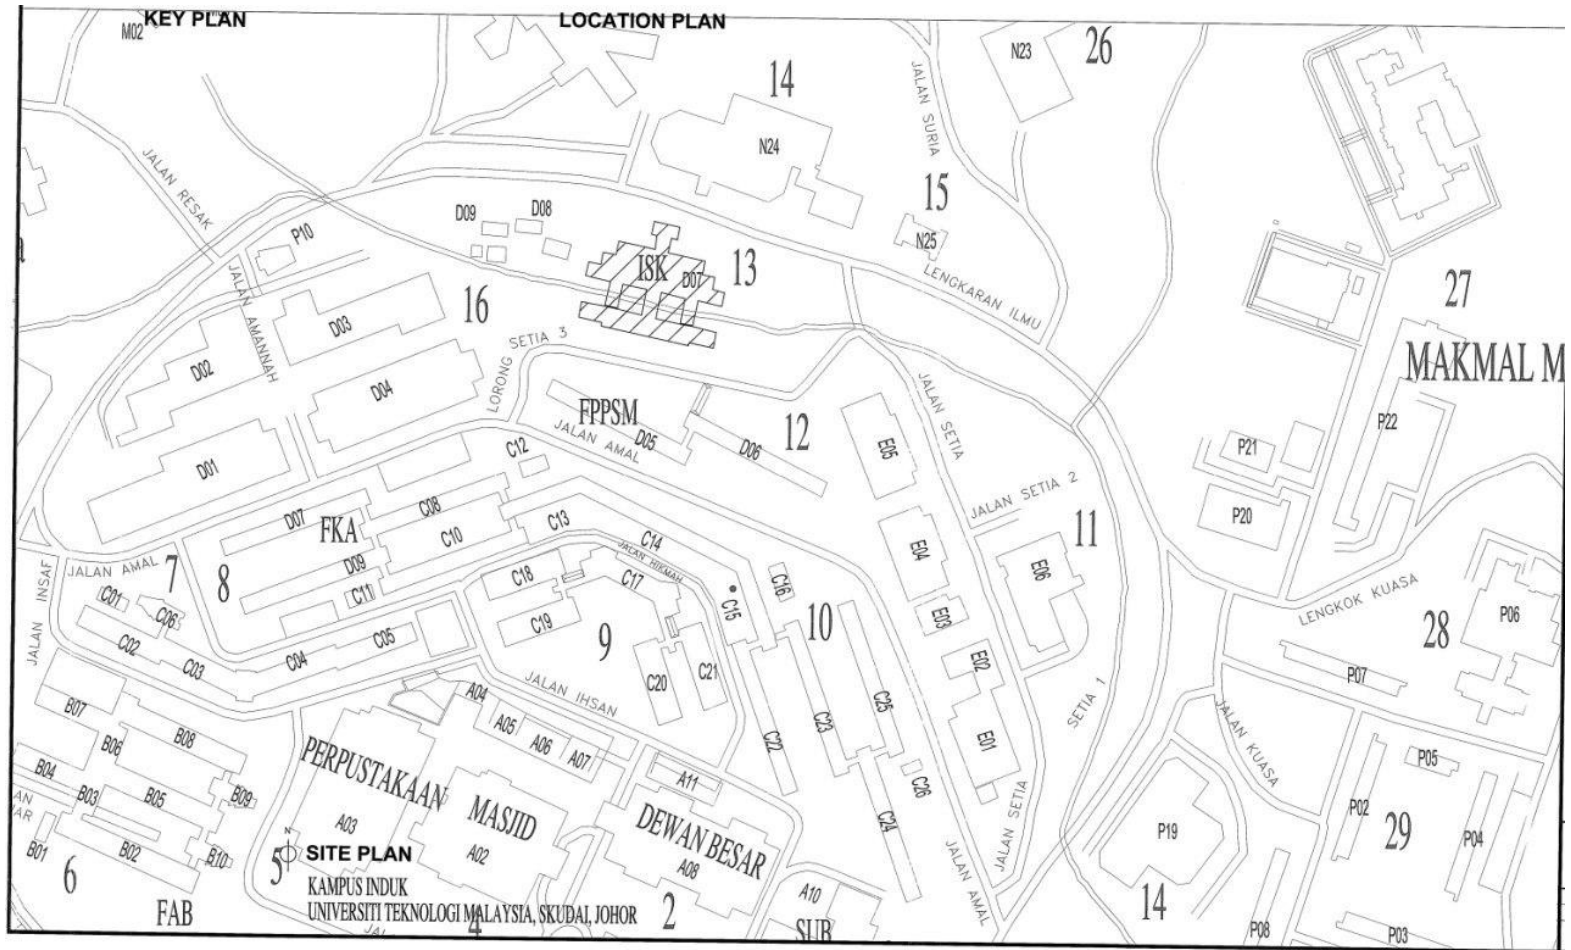 KEY PLAN
LOCATION PLAN
M02
14
N23
26
JALAN SURIA
N24
JALAN RESAK
15
D09
D08
N25
P10
ISK
D07
13
LENGKARAN ILMU
27
JALAN AMANNAH
16
D03
LORONG SETIA 3
MAKMAL M
D02
D04
JALAN SETIA
FPPSM
D05
JALAN AMAL
D06
12
E05
P22
P21
C12
D01
JALAN SETIA 2
C08
D07
FKA
C10
C13
C14
11
P20
E04
E06
JALAN HIKMAH
D09
JALAN AMAL
7
8
C11
C18
C17
C16
C15
JALAN INSAF
C01
C06
C19
9
10
E03
LENGKOK KUASA
28
P06
C02
C03
C04
C05
C20
C21
E02
P07
JALAN IHSAN
A04
A05
A06
A07
C25
C23
C22
SETIA 1
JALAN KUASA
B07
B06
B08
PERPUSTAKAAN
E01
P05
B04
B03
B05
B09
A11
C26
JALAN SETIA
MASJID
DEWAN BESAR
A03
A02
A08
C24
P19
P02
29
P04
B01
B02
B10
N
5
SITE PLAN
6
KAMPUS INDUK
UNIVERSITI TEKNOLOGI MALAYSIA, SKUDAI, JOHOR
FAB
4
2
A10
SUB
JALAN AMAL
14
P08
P03